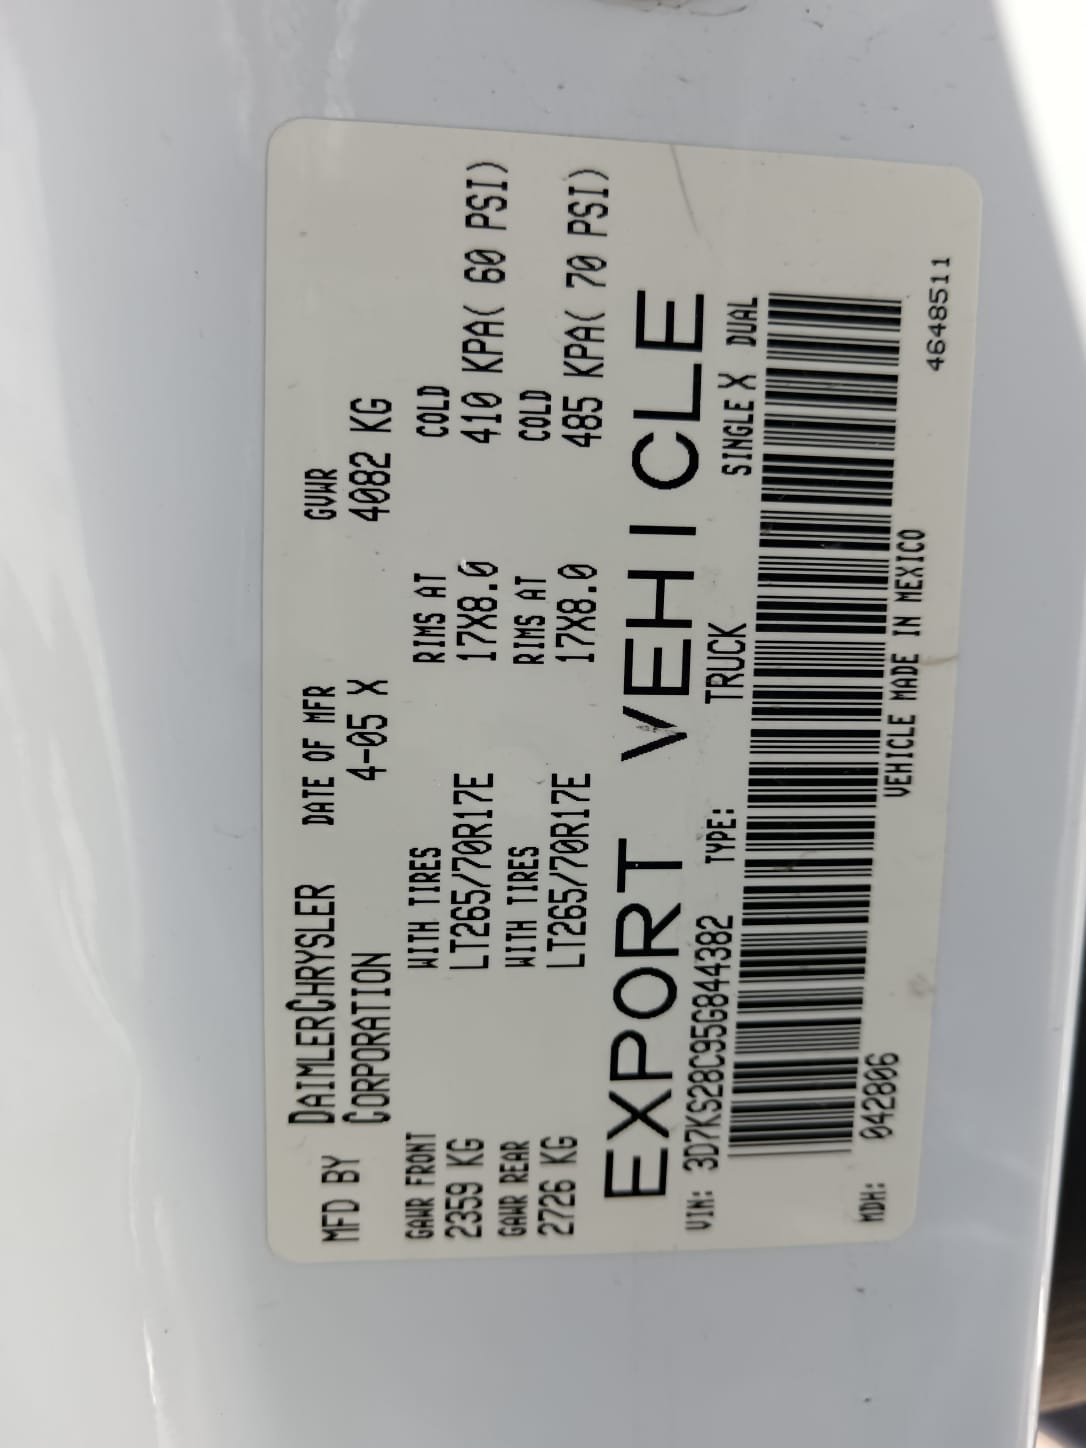 MFD BY DAIMLERCHRYSLER CORPORATION DATE OF MFR 4-05 X GVWR 4082 KG
GAWR FRONT WITH TIRES RIMS AT COLD
2359 KG LT265/70R17E 17X8.0 410 KPA( 60 PSI)
GAWR REAR WITH TIRES RIMS AT COLD
2726 KG LT265/70R17E 17X8.0 485 KPA( 70 PSI)
EXPORT VEHICLE
VIN: 3D7KS28C95G844382 TYPE: TRUCK SINGLE X DUAL
MDH: 042806 VEHICLE MADE IN MEXICO
4648511